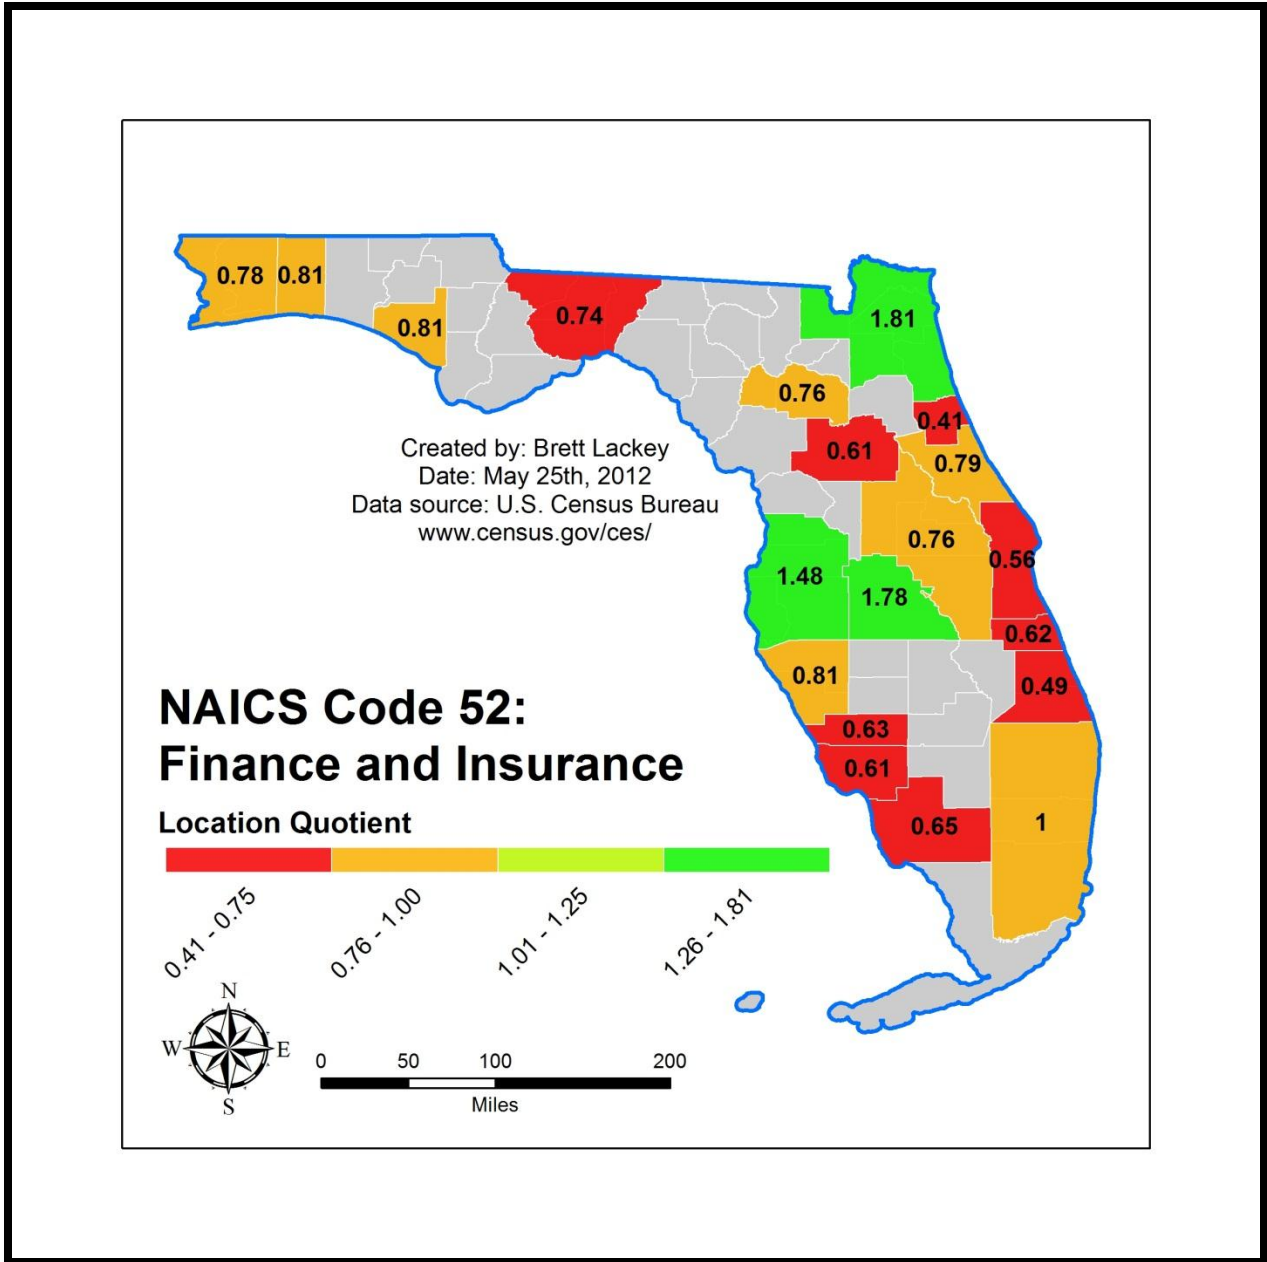 0.78 0.81
0.74
0.81
1.81
0.76
0.41
0.61
0.79
Created by: Brett Lackey
Date: May 25th, 2012
Data source: U.S. Census Bureau
www.census.gov/ces/
0.76
0.56
1.48
1.78
0.62
0.81
0.49
0.63
0.61
0.65
1
NAICS Code 52:
Finance and Insurance
Location Quotient
0.41 - 0.75
0.76 - 1.00
1.01 - 1.25
1.26 - 1.81
N
W E
S
0 50 100 200
Miles